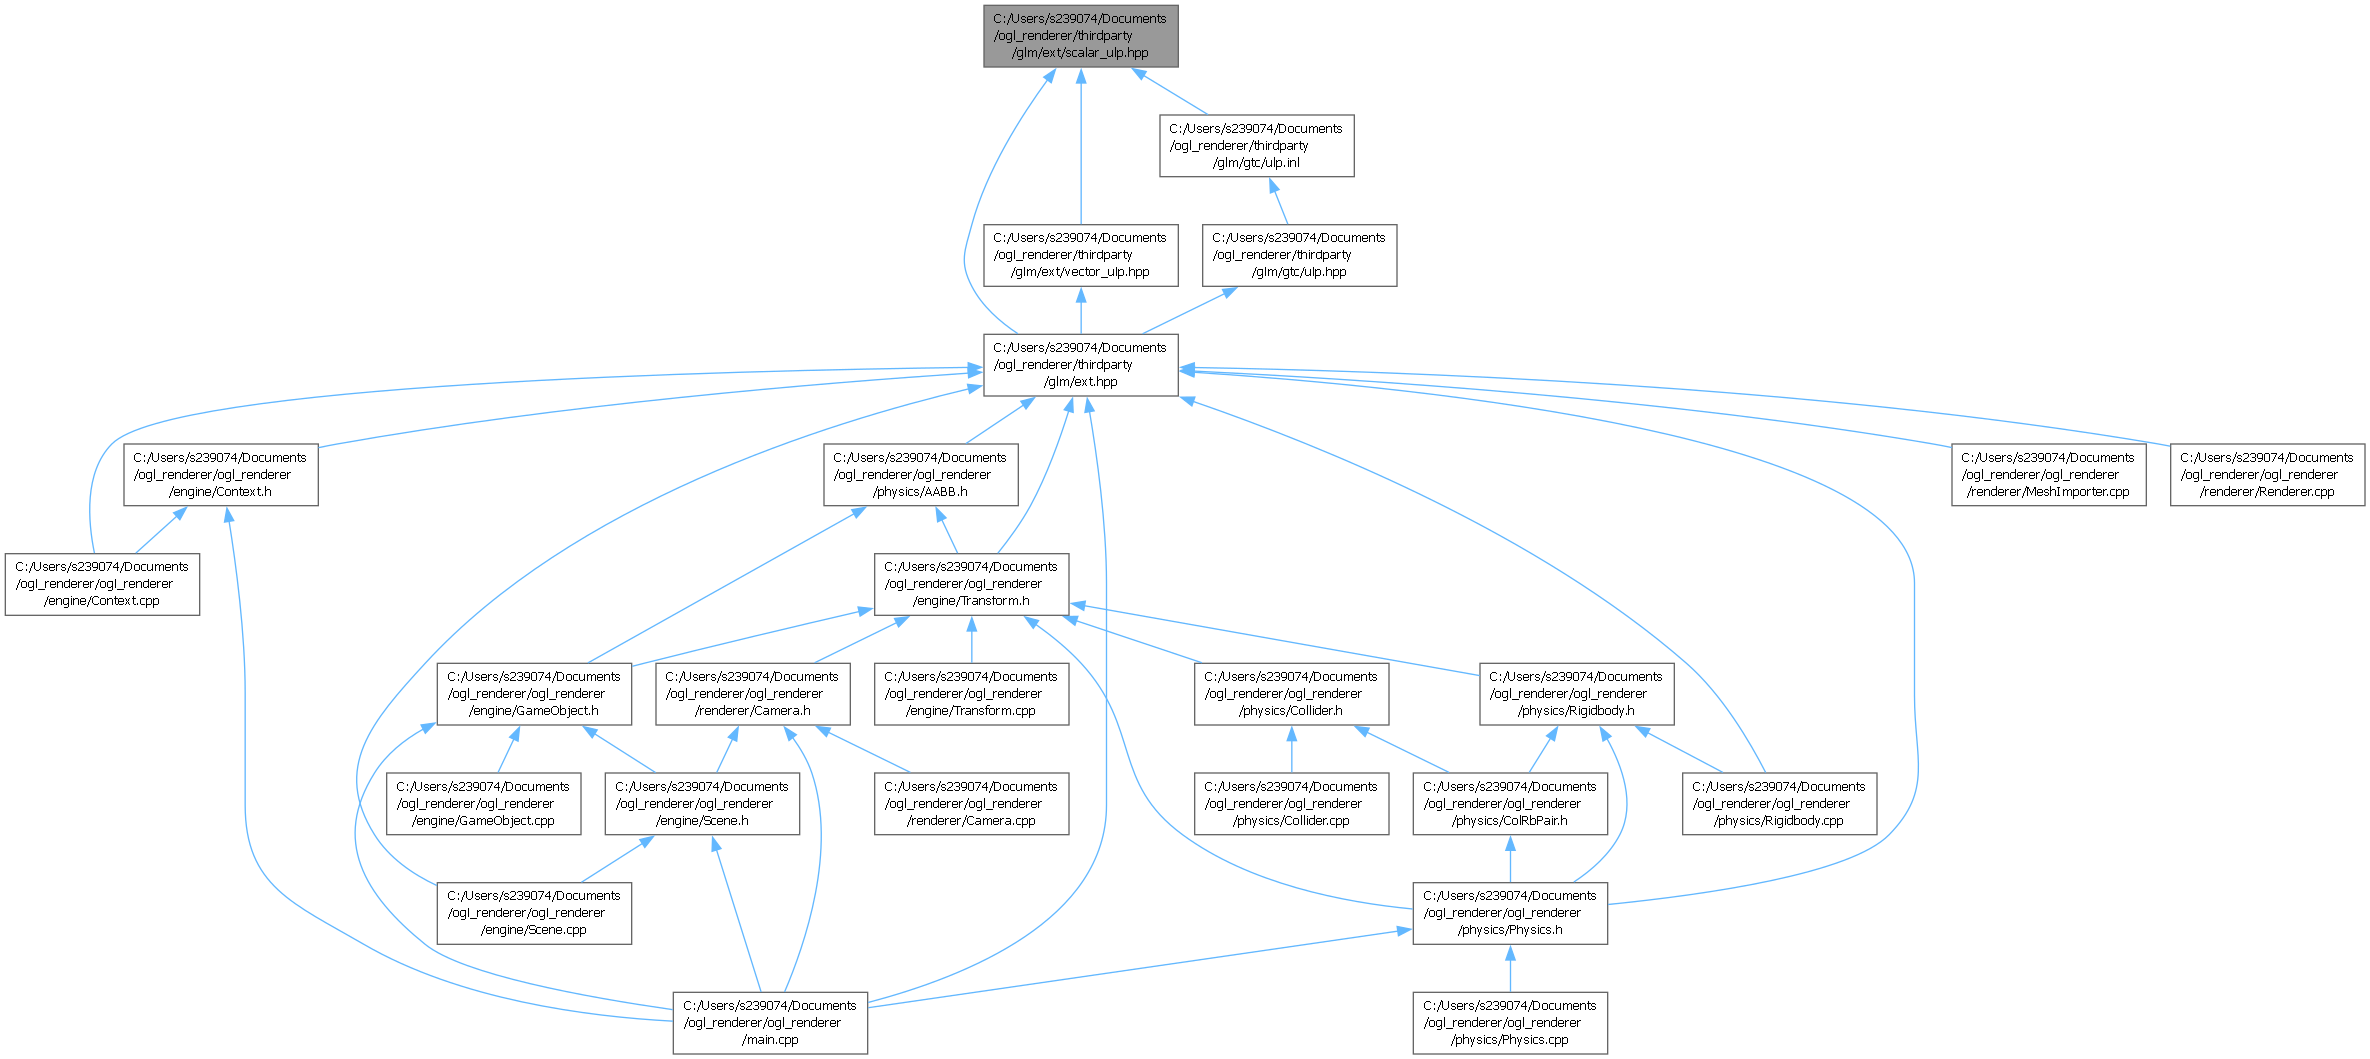 C:/Users/s239074/Documents
/ogl_renderer/thirdparty
/glm/ext/scalar_ulp.hpp
C:/Users/s239074/Documents
/ogl_renderer/thirdparty
/glm/gtc/ulp.inl
C:/Users/s239074/Documents
/ogl_renderer/thirdparty
/glm/ext/vector_ulp.hpp
C:/Users/s239074/Documents
/ogl_renderer/thirdparty
/glm/gtc/ulp.hpp
C:/Users/s239074/Documents
/ogl_renderer/thirdparty
/glm/ext.hpp
C:/Users/s239074/Documents
/ogl_renderer/ogl_renderer
/engine/Context.h
C:/Users/s239074/Documents
/ogl_renderer/ogl_renderer
/physics/AABB.h
C:/Users/s239074/Documents
/ogl_renderer/ogl_renderer
/renderer/MeshImporter.cpp
C:/Users/s239074/Documents
/ogl_renderer/ogl_renderer
/renderer/Renderer.cpp
C:/Users/s239074/Documents
/ogl_renderer/ogl_renderer
/engine/Context.cpp
C:/Users/s239074/Documents
/ogl_renderer/ogl_renderer
/engine/Transform.h
C:/Users/s239074/Documents
/ogl_renderer/ogl_renderer
/engine/GameObject.h
C:/Users/s239074/Documents
/ogl_renderer/ogl_renderer
/renderer/Camera.h
C:/Users/s239074/Documents
/ogl_renderer/ogl_renderer
/engine/Transform.cpp
C:/Users/s239074/Documents
/ogl_renderer/ogl_renderer
/physics/Collider.h
C:/Users/s239074/Documents
/ogl_renderer/ogl_renderer
/physics/Rigidbody.h
C:/Users/s239074/Documents
/ogl_renderer/ogl_renderer
/engine/GameObject.cpp
C:/Users/s239074/Documents
/ogl_renderer/ogl_renderer
/engine/Scene.h
C:/Users/s239074/Documents
/ogl_renderer/ogl_renderer
/renderer/Camera.cpp
C:/Users/s239074/Documents
/ogl_renderer/ogl_renderer
/physics/Collider.cpp
C:/Users/s239074/Documents
/ogl_renderer/ogl_renderer
/physics/ColRbPair.h
C:/Users/s239074/Documents
/ogl_renderer/ogl_renderer
/physics/Rigidbody.cpp
C:/Users/s239074/Documents
/ogl_renderer/ogl_renderer
/engine/Scene.cpp
C:/Users/s239074/Documents
/ogl_renderer/ogl_renderer
/physics/Physics.h
C:/Users/s239074/Documents
/ogl_renderer/ogl_renderer
/main.cpp
C:/Users/s239074/Documents
/ogl_renderer/ogl_renderer
/physics/Physics.cpp